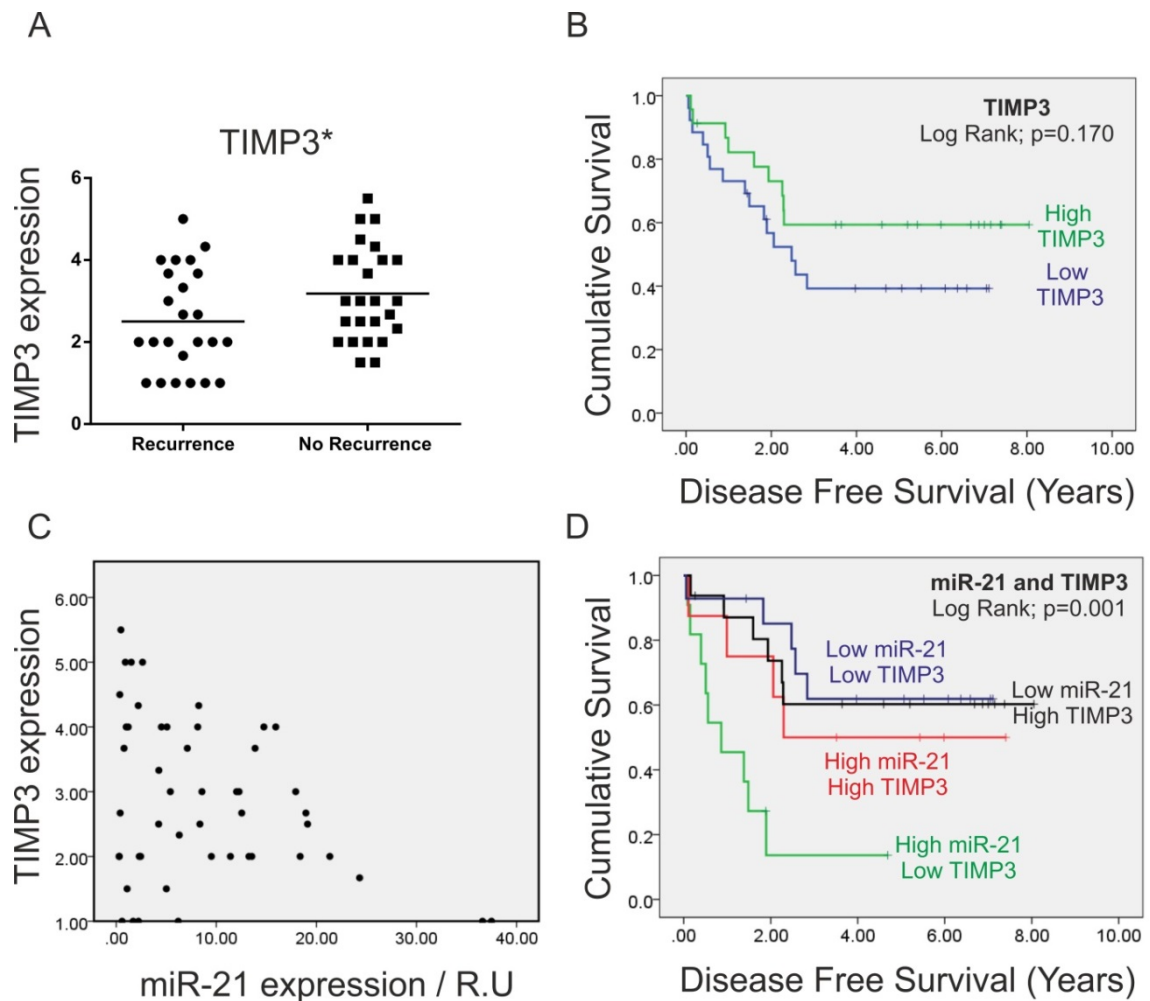 A
TIMP3*
TIMP3 expression
6
4
2
0
Recurrence No Recurrence
B
TIMP3
Log Rank; p=0.170
Cumulative Survival
1.0
0.8
0.6
0.4
0.2
0.0
High
TIMP3
Low
TIMP3
.00 2.00 4.00 6.00 8.00 10.00
Disease Free Survival (Years)
C
TIMP3 expression
6.00
5.00
4.00
3.00
2.00
1.00
.00 10.00 20.00 30.00 40.00
miR-21 expression / R.U
D
miR-21 and TIMP3
Log Rank; p=0.001
Cumulative Survival
1.0
0.8
0.6
0.4
0.2
0.0
Low miR-21
Low TIMP3
Low miR-21
High TIMP3
High miR-21
High TIMP3
High miR-21
Low TIMP3
.00 2.00 4.00 6.00 8.00 10.00
Disease Free Survival (Years)